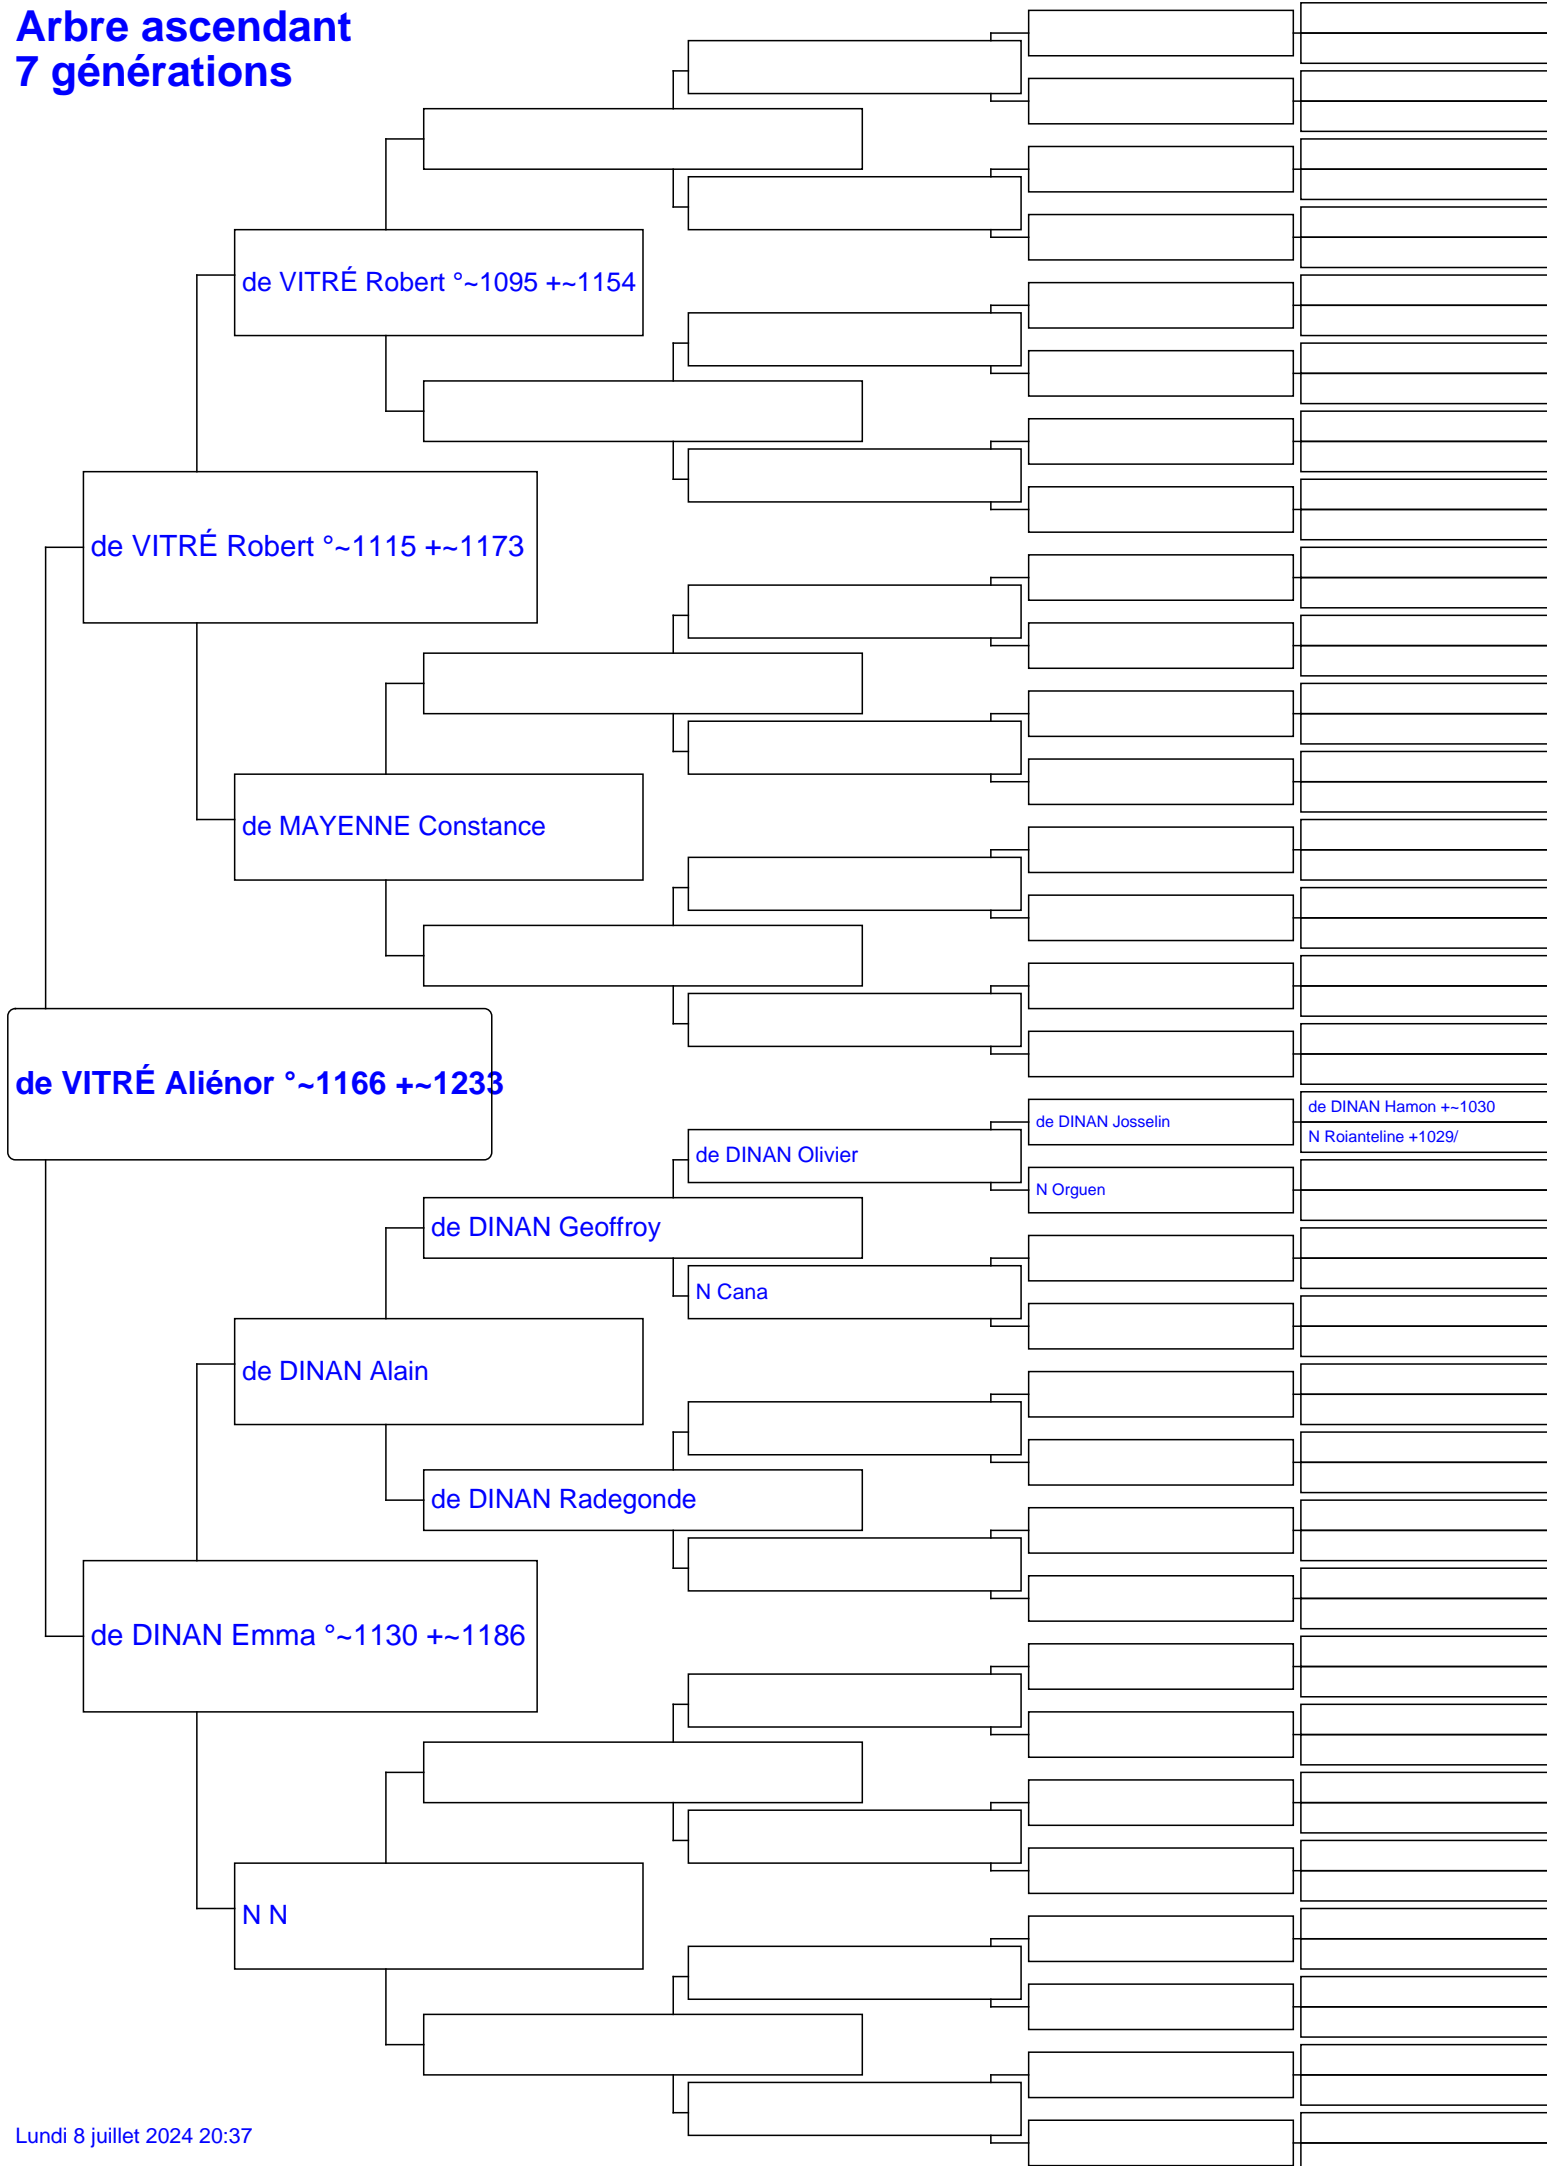 Arbre ascendant
7 générations
de VITRÉ Robert °~1095 +~1154
de VITRÉ Robert °~1115 +~1173
de MAYENNE Constance
de VITRÉ Aliénor °~1166 +~1233
de DINAN Hamon +~1030
de DINAN Josselin
N Roianteline +1029/
de DINAN Olivier
N Orguen
de DINAN Geoffroy
N Cana
de DINAN Alain
de DINAN Radegonde
de DINAN Emma °~1130 +~1186
N N
Lundi 8 juillet 2024 20:37